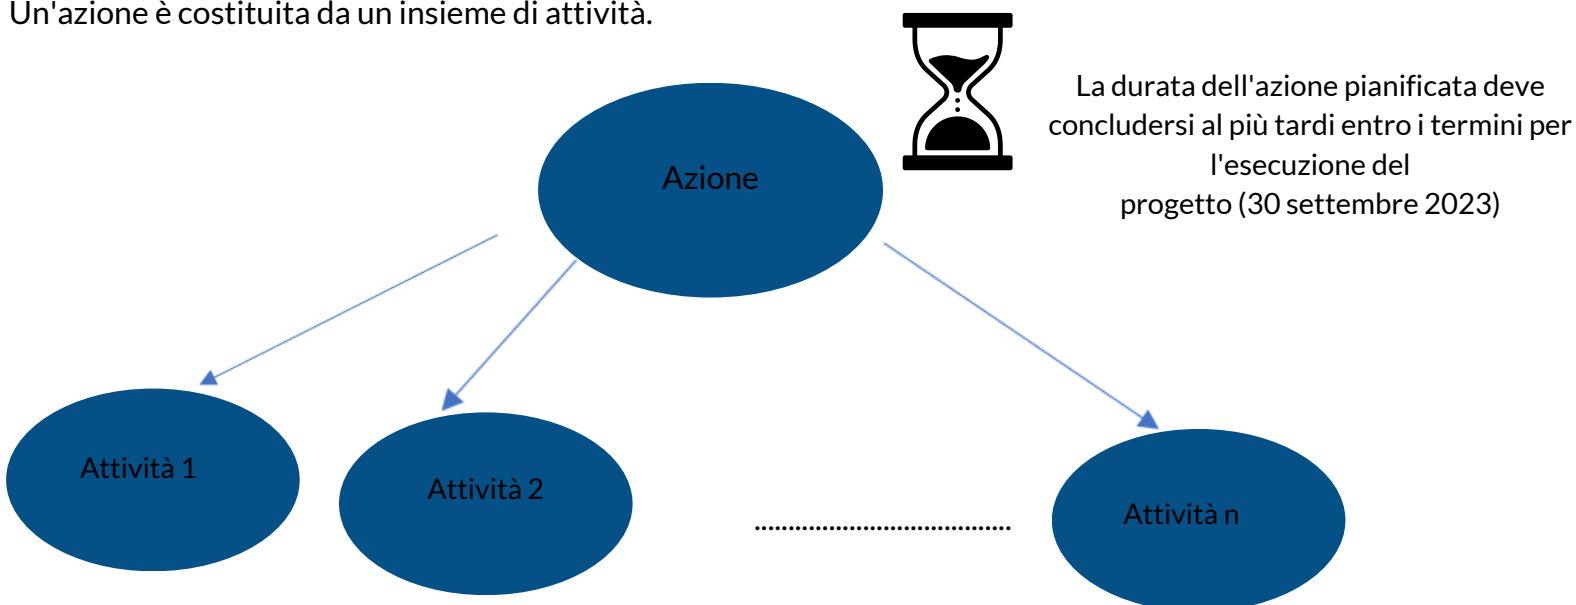 Un'azione è costituita da un insieme di attività.
La durata dell'azione pianificata deve
concludersi al più tardi entro i termini per
l'esecuzione del
progetto (30 settembre 2023)
Azione
Attività 1
Attività 2
......................................
Attività n